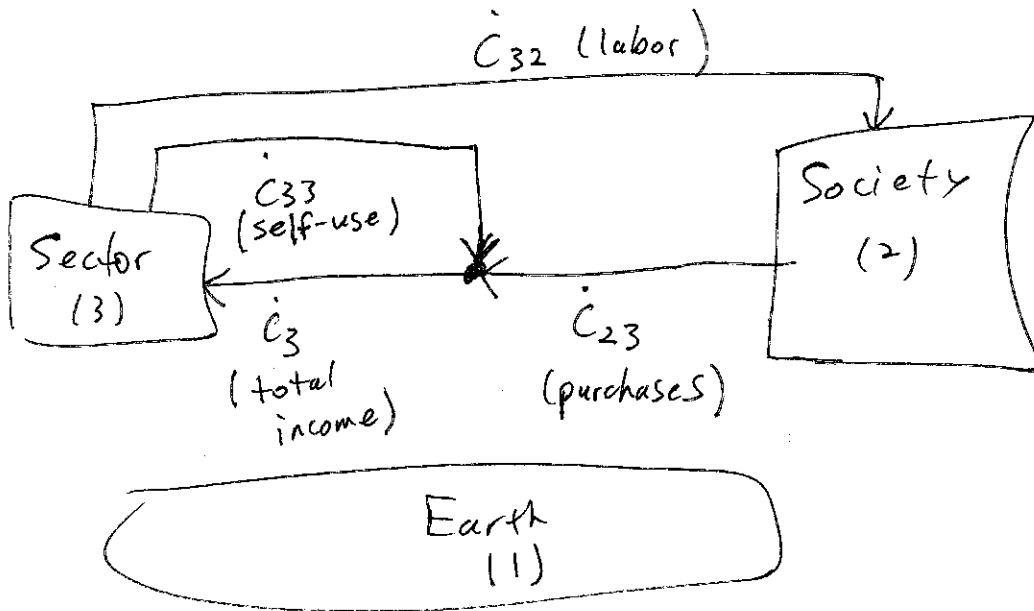 Ċ32 (labor)
Ċ33
(self-use)
Society
(2)
Sector
(3)
Ċ3
(total
income)
Ċ23
(purchases)
Earth
(1)